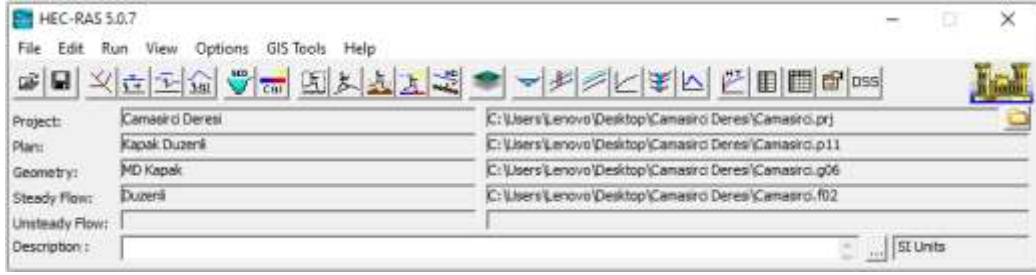 HEC-RAS 5.0.7
File Edit Run View Options GIS Tools Help
DSS
Project: Camasirci Deresi C:\Users\Lenovo\Desktop\Camasirci Deresi\Camasirci.prj
Plan: Kapak Duzenli C:\Users\Lenovo\Desktop\Camasirci Deresi\Camasirci.p11
Geometry: MD Kapak C:\Users\Lenovo\Desktop\Camasirci Deresi\Camasirci.g06
Steady Flow: Duzenli C:\Users\Lenovo\Desktop\Camasirci Deresi\Camasirci.f02
Unsteady Flow:
Description : ... SI Units